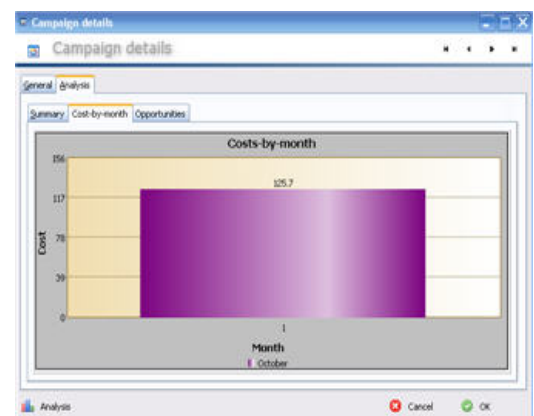 Campaign details
Campaign details
General Analysis
Summary Cost-by-month Opportunities
Costs-by-month
156
125.7
117
Cost
78
39
0
1
Month
October
Analysis Cancel OK